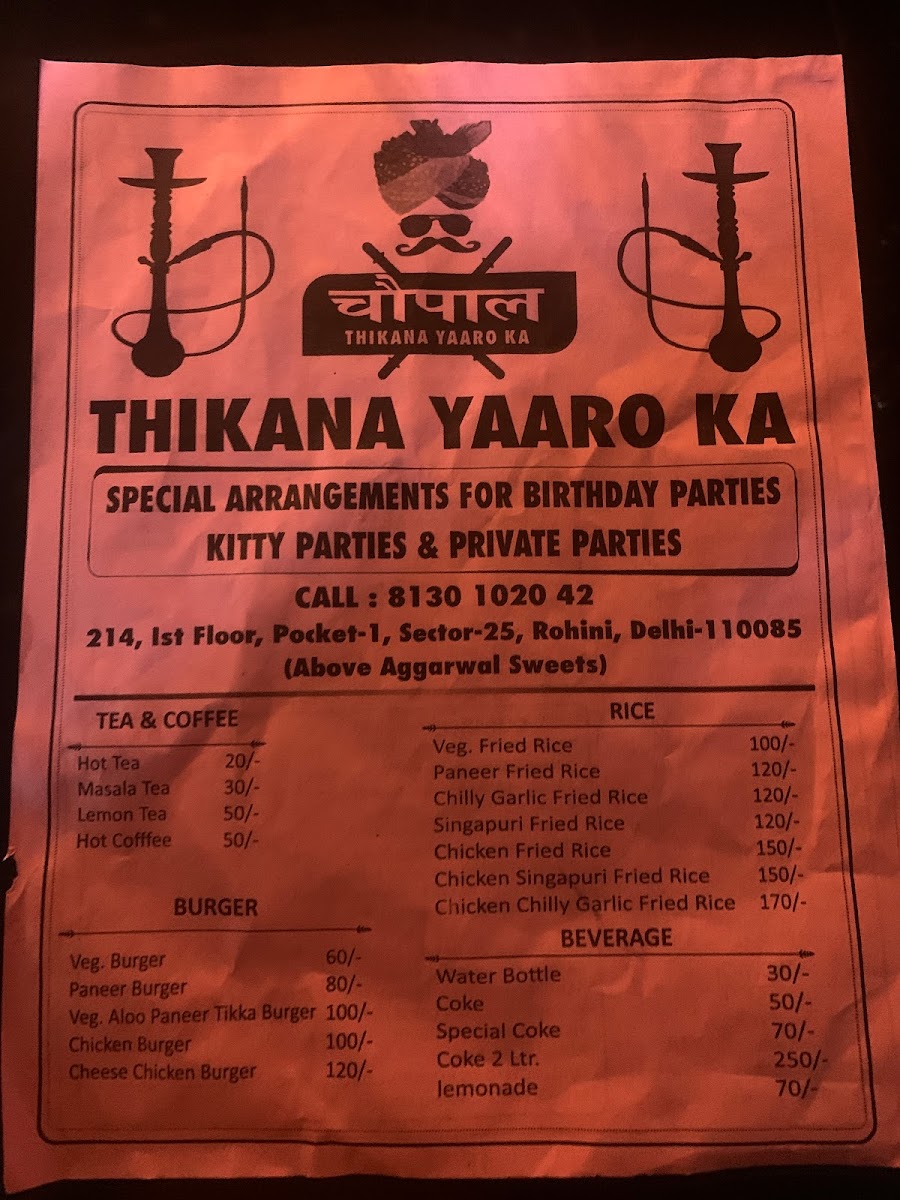 चौपाल
THIKANA YAARO KA
THIKANA YAARO KA
SPECIAL ARRANGEMENTS FOR BIRTHDAY PARTIES
KITTY PARTIES & PRIVATE PARTIES
CALL : 8130 1020 42
214, Ist Floor, Pocket-1, Sector-25, Rohini, Delhi-110085
(Above Aggarwal Sweets)
TEA & COFFEE
Hot Tea 20/-
Masala Tea 30/-
Lemon Tea 50/-
Hot Cofffee 50/-
BURGER
Veg. Burger 60/-
Paneer Burger 80/-
Veg. Aloo Paneer Tikka Burger 100/-
Chicken Burger 100/-
Cheese Chicken Burger 120/-
RICE
Veg. Fried Rice 100/-
Paneer Fried Rice 120/-
Chilly Garlic Fried Rice 120/-
Singapuri Fried Rice 120/-
Chicken Fried Rice 150/-
Chicken Singapuri Fried Rice 150/-
Chicken Chilly Garlic Fried Rice 170/-
BEVERAGE
Water Bottle 30/-
Coke 50/-
Special Coke 70/-
Coke 2 Ltr. 250/-
lemonade 70/-